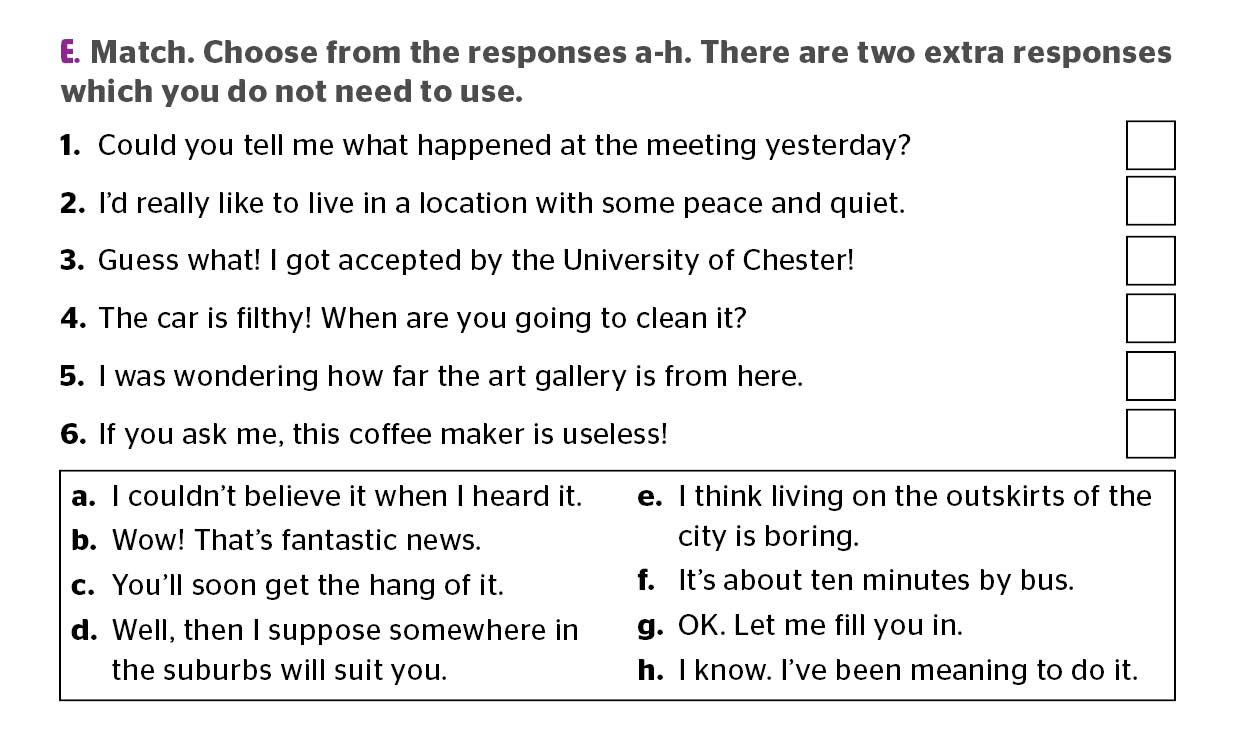 E. Match. Choose from the responses a-h. There are two extra responses
which you do not need to use.
1. Could you tell me what happened at the meeting yesterday?
2. I’d really like to live in a location with some peace and quiet.
3. Guess what! I got accepted by the University of Chester!
4. The car is filthy! When are you going to clean it?
5. I was wondering how far the art gallery is from here.
6. If you ask me, this coffee maker is useless!
a. I couldn’t believe it when I heard it.
b. Wow! That’s fantastic news.
c. You’ll soon get the hang of it.
d. Well, then I suppose somewhere in
the suburbs will suit you.
e. I think living on the outskirts of the
city is boring.
f. It’s about ten minutes by bus.
g. OK. Let me fill you in.
h. I know. I’ve been meaning to do it.